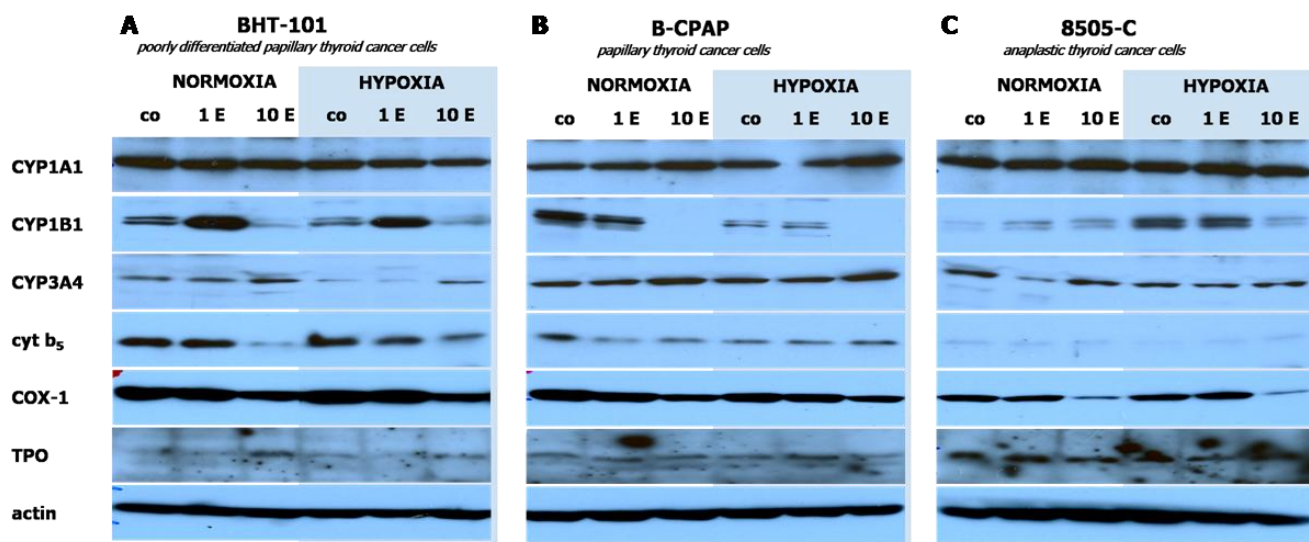 A BHT-101
poorly differentiated papillary thyroid cancer cells
NORMOXIA HYPOXIA
co 1 E 10 E co 1 E 10 E
B B-CPAP
papillary thyroid cancer cells
NORMOXIA HYPOXIA
co 1 E 10 E co 1 E 10 E
C 8505-C
anaplastic thyroid cancer cells
NORMOXIA HYPOXIA
co 1 E 10 E co 1 E 10 E
CYP1A1
CYP1B1
CYP3A4
cyt b₅
COX-1
TPO
actin